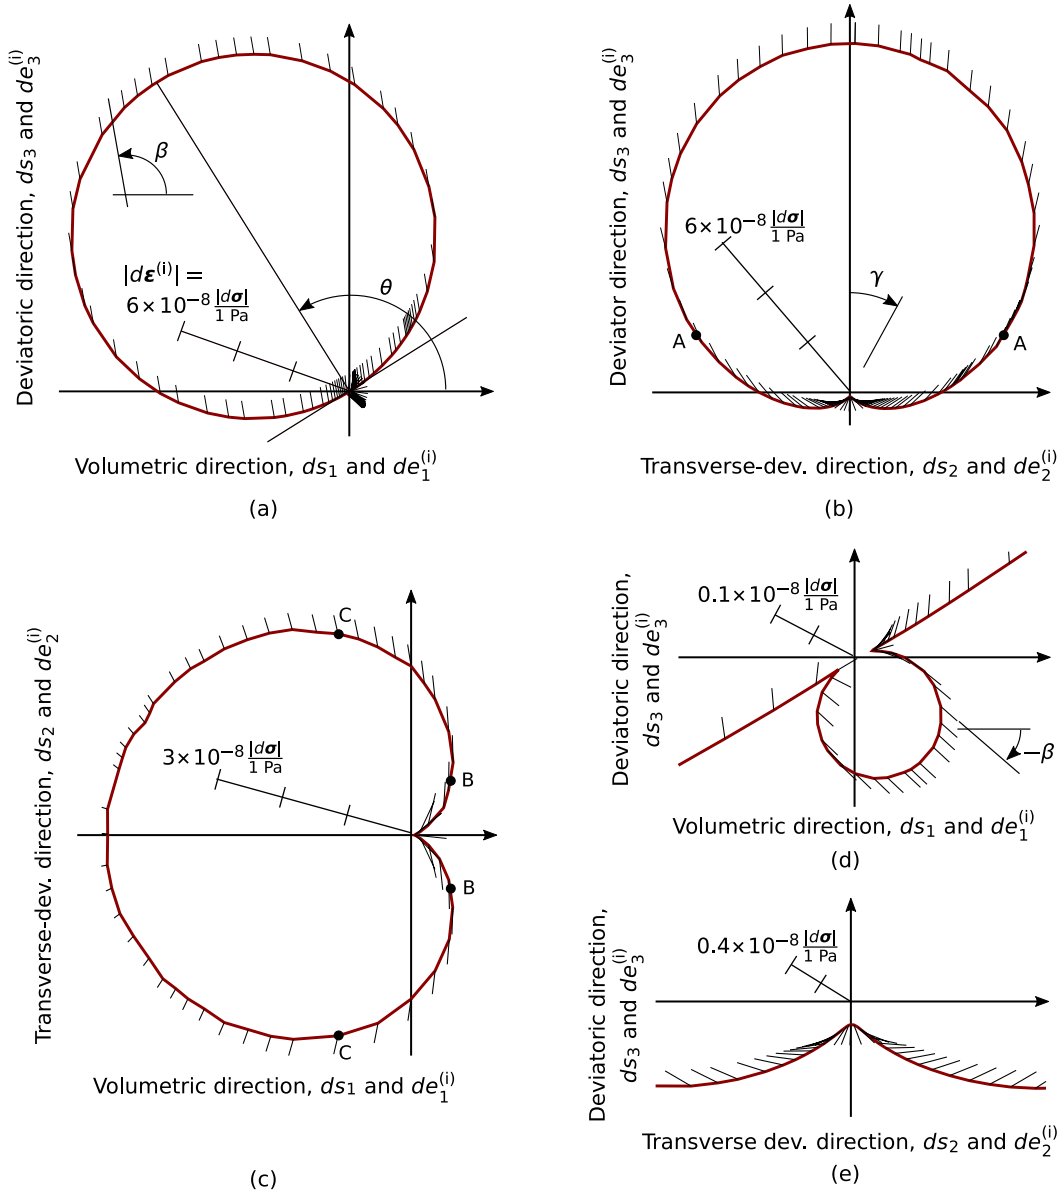 Deviatoric direction, ds₃ and de₃⁽ⁱ⁾
β
|dε⁽ⁱ⁾| =
6×10⁻⁸ |dσ|/1 Pa
θ
Volumetric direction, ds₁ and de₁⁽ⁱ⁾
(a)
Deviator direction, ds₃ and de₃⁽ⁱ⁾
6×10⁻⁸ |dσ|/1 Pa
γ
A
A
Transverse-dev. direction, ds₂ and de₂⁽ⁱ⁾
(b)
Transverse-dev. direction, ds₂ and de₂⁽ⁱ⁾
C
3×10⁻⁸ |dσ|/1 Pa
B
B
C
Volumetric direction, ds₁ and de₁⁽ⁱ⁾
(c)
Deviatoric direction,
ds₃ and de₃⁽ⁱ⁾
0.1×10⁻⁸ |dσ|/1 Pa
−β
Volumetric direction, ds₁ and de₁⁽ⁱ⁾
(d)
Deviatoric direction,
ds₃ and de₃⁽ⁱ⁾
0.4×10⁻⁸ |dσ|/1 Pa
Transverse dev. direction, ds₂ and de₂⁽ⁱ⁾
(e)